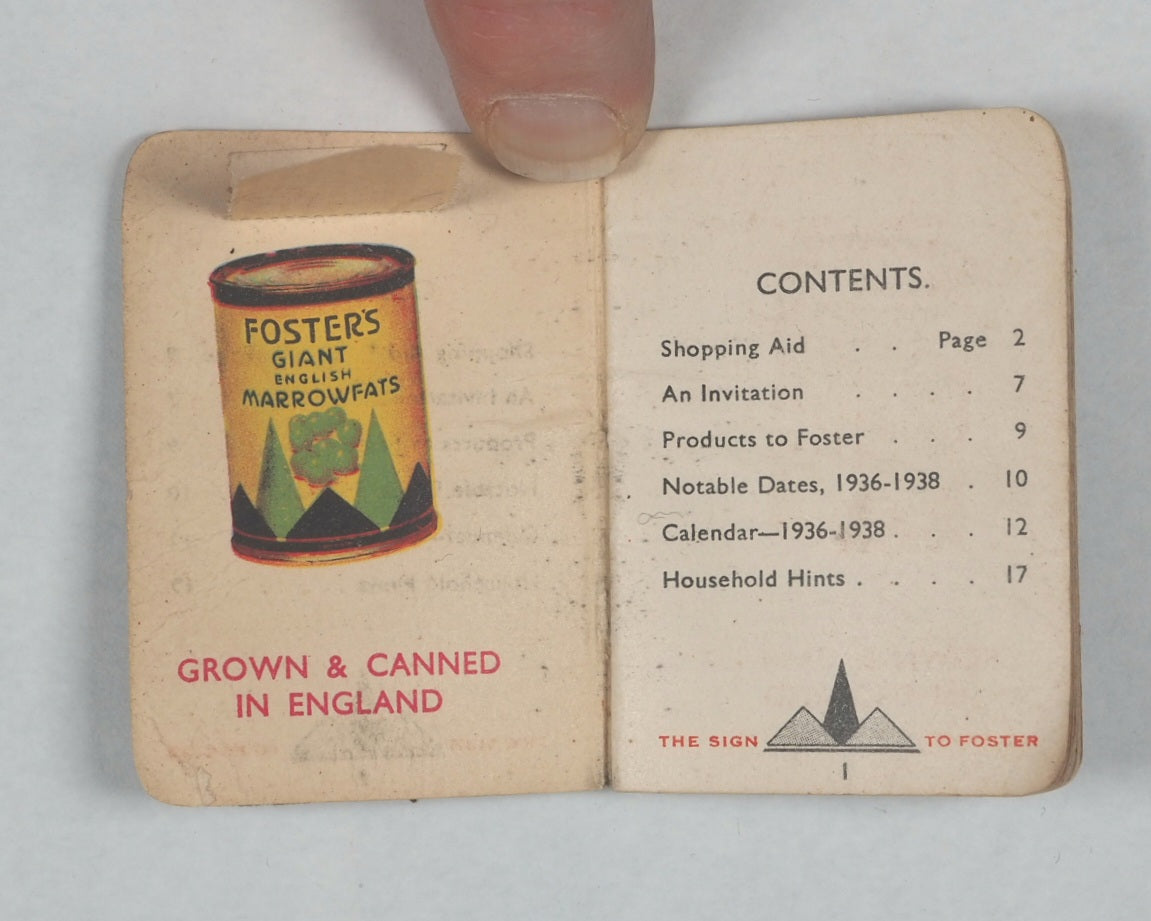 FOSTER'S
GIANT
ENGLISH
MARROWFATS
GROWN & CANNED
IN ENGLAND
CONTENTS.
Shopping Aid . . Page 2
An Invitation . . . . 7
Products to Foster . . . 9
Notable Dates, 1936-1938 . 10
Calendar—1936-1938 . . . 12
Household Hints . . . . 17
THE SIGN TO FOSTER
1